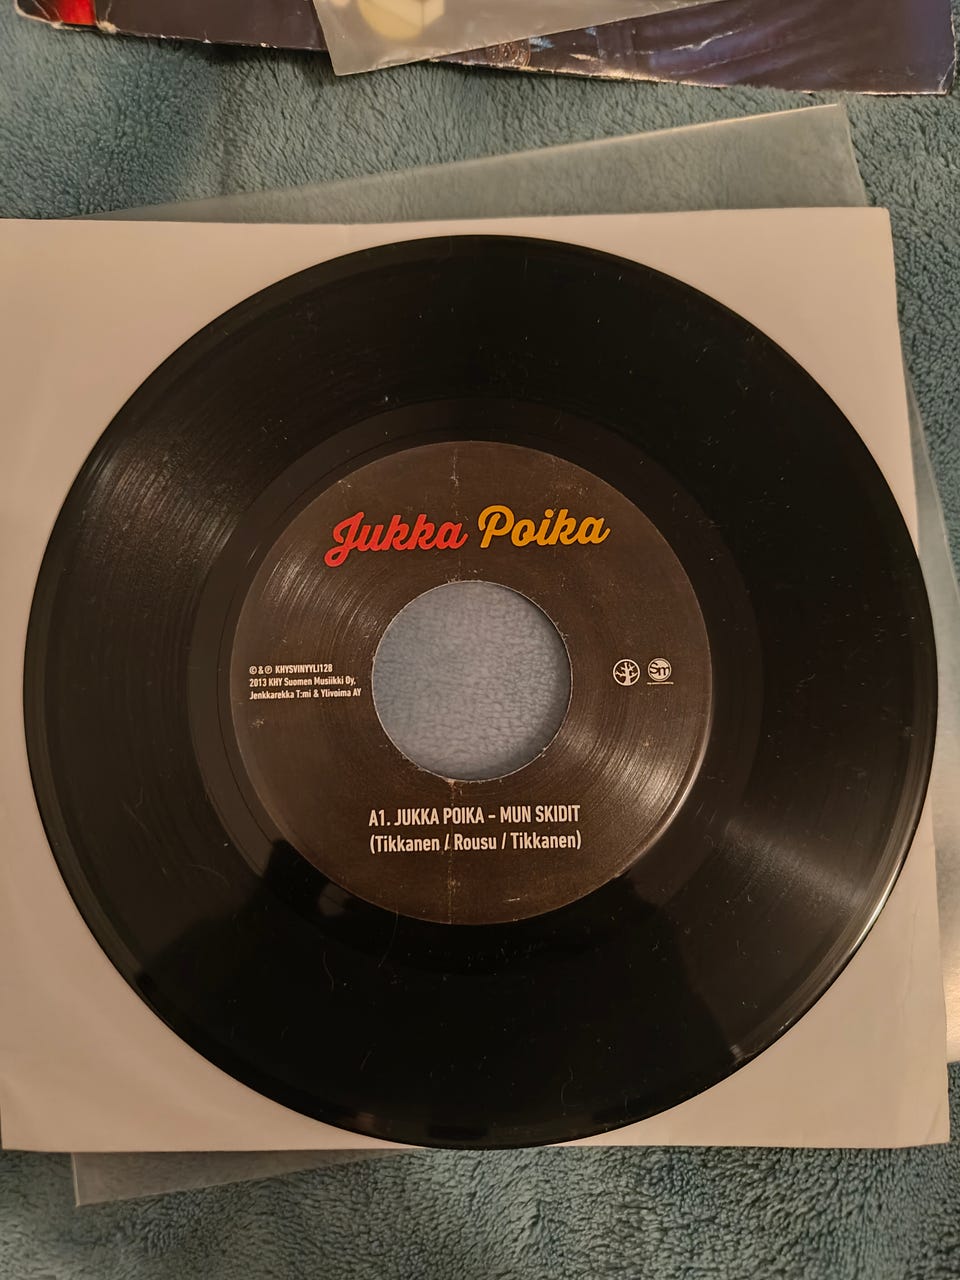 Jukka Poika
© & ℗ KHYSVINYYLI128
2013 KHY Suomen Musiikki Oy,
Jenkkarekka T:mi & Ylivoima AY
Sm
A1. JUKKA POIKA - MUN SKIDIT
(Tikkanen / Rousu / Tikkanen)